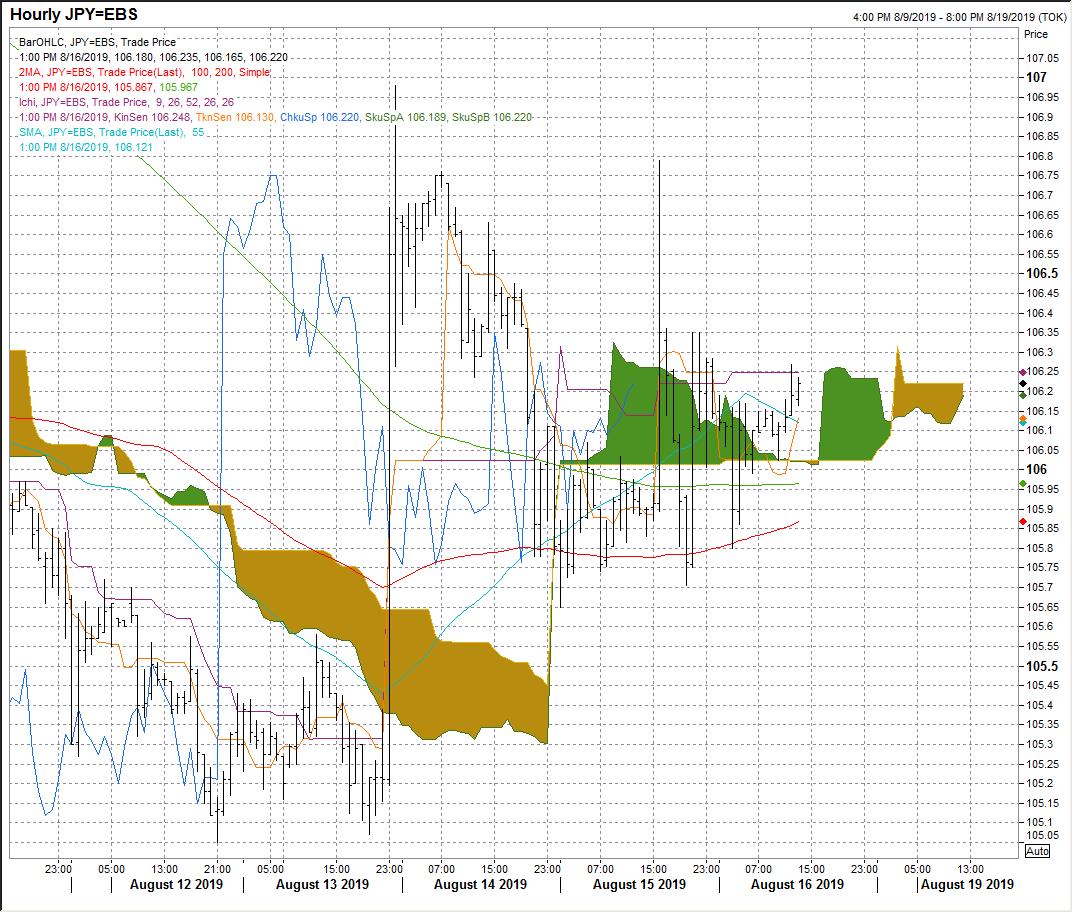 Hourly JPY=EBS
4:00 PM 8/9/2019 - 8:00 PM 8/19/2019 (TOK)
Price
BarOHLC, JPY=EBS, Trade Price
1:00 PM 8/16/2019, 106.180, 106.235, 106.165, 106.220
2MA, JPY=EBS, Trade Price(Last), 100, 200, Simple
1:00 PM 8/16/2019, 105.867, 105.967
Ichi, JPY=EBS, Trade Price, 9, 26, 52, 26, 26
1:00 PM 8/16/2019, KinSen 106.248, TknSen 106.130, ChkuSp 106.220, SkuSpA 106.189, SkuSpB 106.220
SMA, JPY=EBS, Trade Price(Last), 55
1:00 PM 8/16/2019, 106.121
107.05
107
106.95
106.9
106.85
106.8
106.75
106.7
106.65
106.6
106.55
106.5
106.45
106.4
106.35
106.3
106.25
106.2
106.15
106.1
106.05
106
105.95
105.9
105.85
105.8
105.75
105.7
105.65
105.6
105.55
105.5
105.45
105.4
105.35
105.3
105.25
105.2
105.15
105.1
105.05
Auto
23:00 05:00 13:00 21:00 05:00 15:00 23:00 07:00 15:00 23:00 07:00 15:00 23:00 07:00 15:00 23:00 05:00 13:00
August 12 2019 August 13 2019 August 14 2019 August 15 2019 August 16 2019 August 19 2019